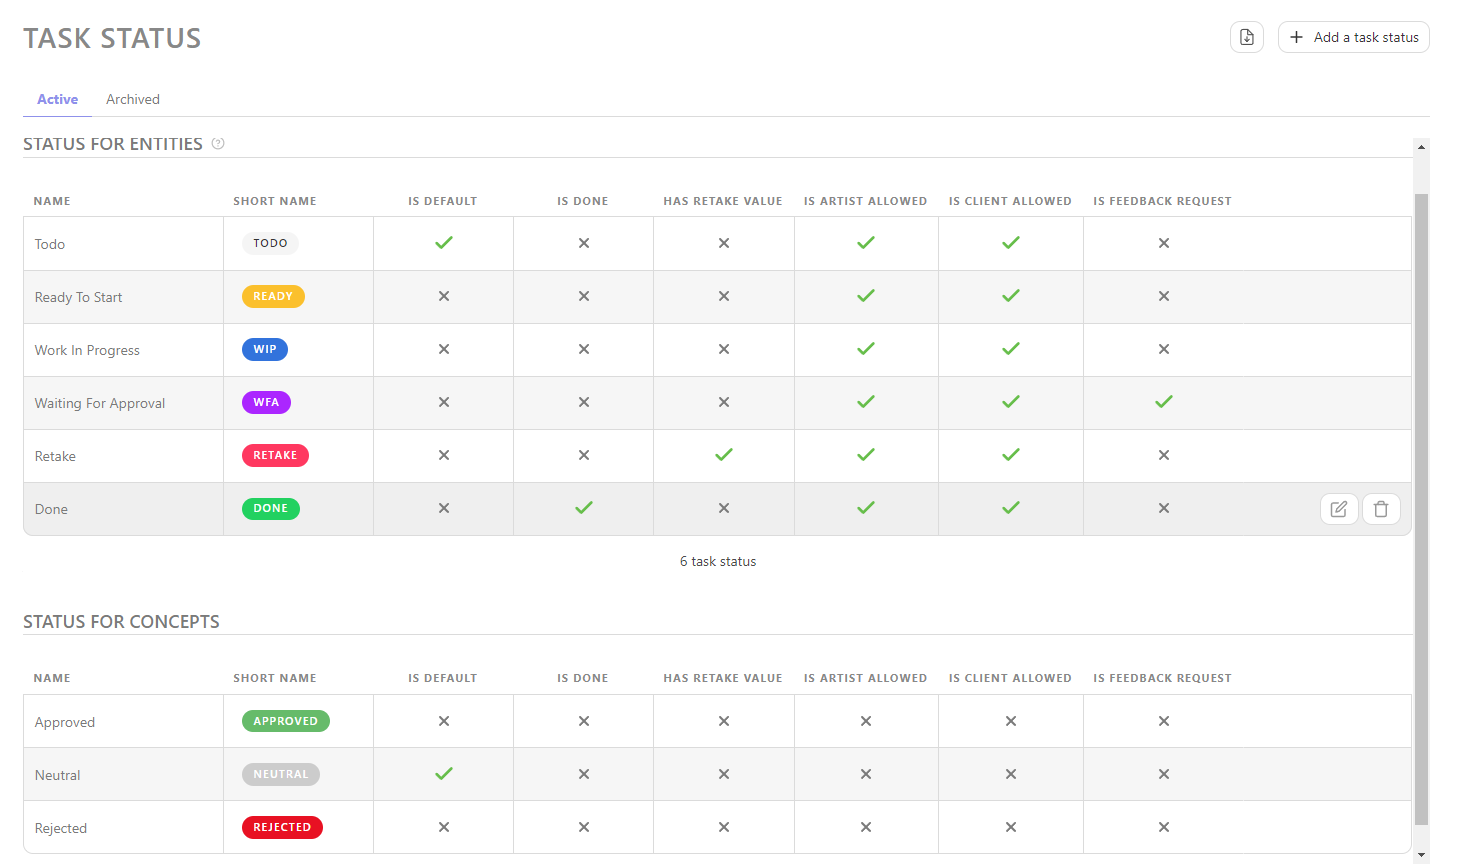 TASK STATUS
Add a task status
Active Archived
STATUS FOR ENTITIES ?
NAME SHORT NAME IS DEFAULT IS DONE HAS RETAKE VALUE IS ARTIST ALLOWED IS CLIENT ALLOWED IS FEEDBACK REQUEST
Todo TODO
Ready To Start READY
Work In Progress WIP
Waiting For Approval WFA
Retake RETAKE
Done DONE
6 task status
STATUS FOR CONCEPTS
NAME SHORT NAME IS DEFAULT IS DONE HAS RETAKE VALUE IS ARTIST ALLOWED IS CLIENT ALLOWED IS FEEDBACK REQUEST
Approved APPROVED
Neutral NEUTRAL
Rejected REJECTED